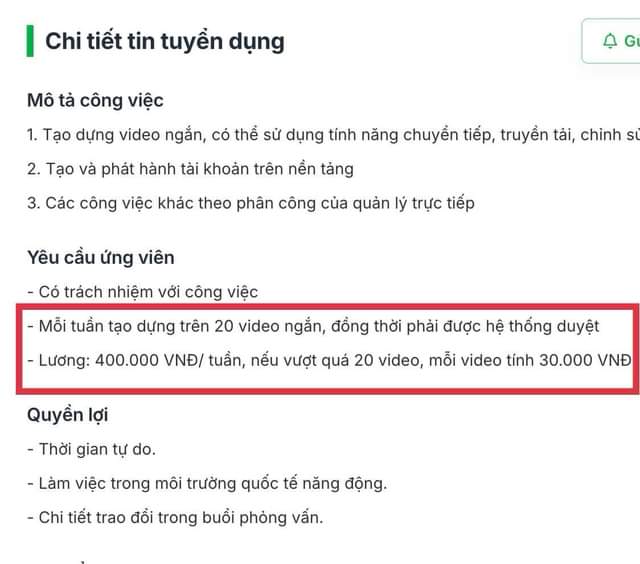 Chi tiết tin tuyển dụng
Mô tả công việc
1. Tạo dựng video ngắn, có thể sử dụng tính năng chuyển tiếp, truyền tải, chỉnh
2. Tạo và phát hành tài khoản trên nền tảng
3. Các công việc khác theo phân công của quản lý trực tiếp
Yêu cầu ứng viên
- Có trách nhiệm với công việc
- Mỗi tuần tạo dựng trên 20 video ngắn, đồng thời phải được hệ thống duyệt
- Lương: 400.000 VNĐ/ tuần, nếu vượt quá 20 video, mỗi video tính 30.000 VNĐ
Quyền lợi
- Thời gian tự do.
- Làm việc trong môi trường quốc tế năng động.
- Chi tiết trao đổi trong buổi phỏng vấn.